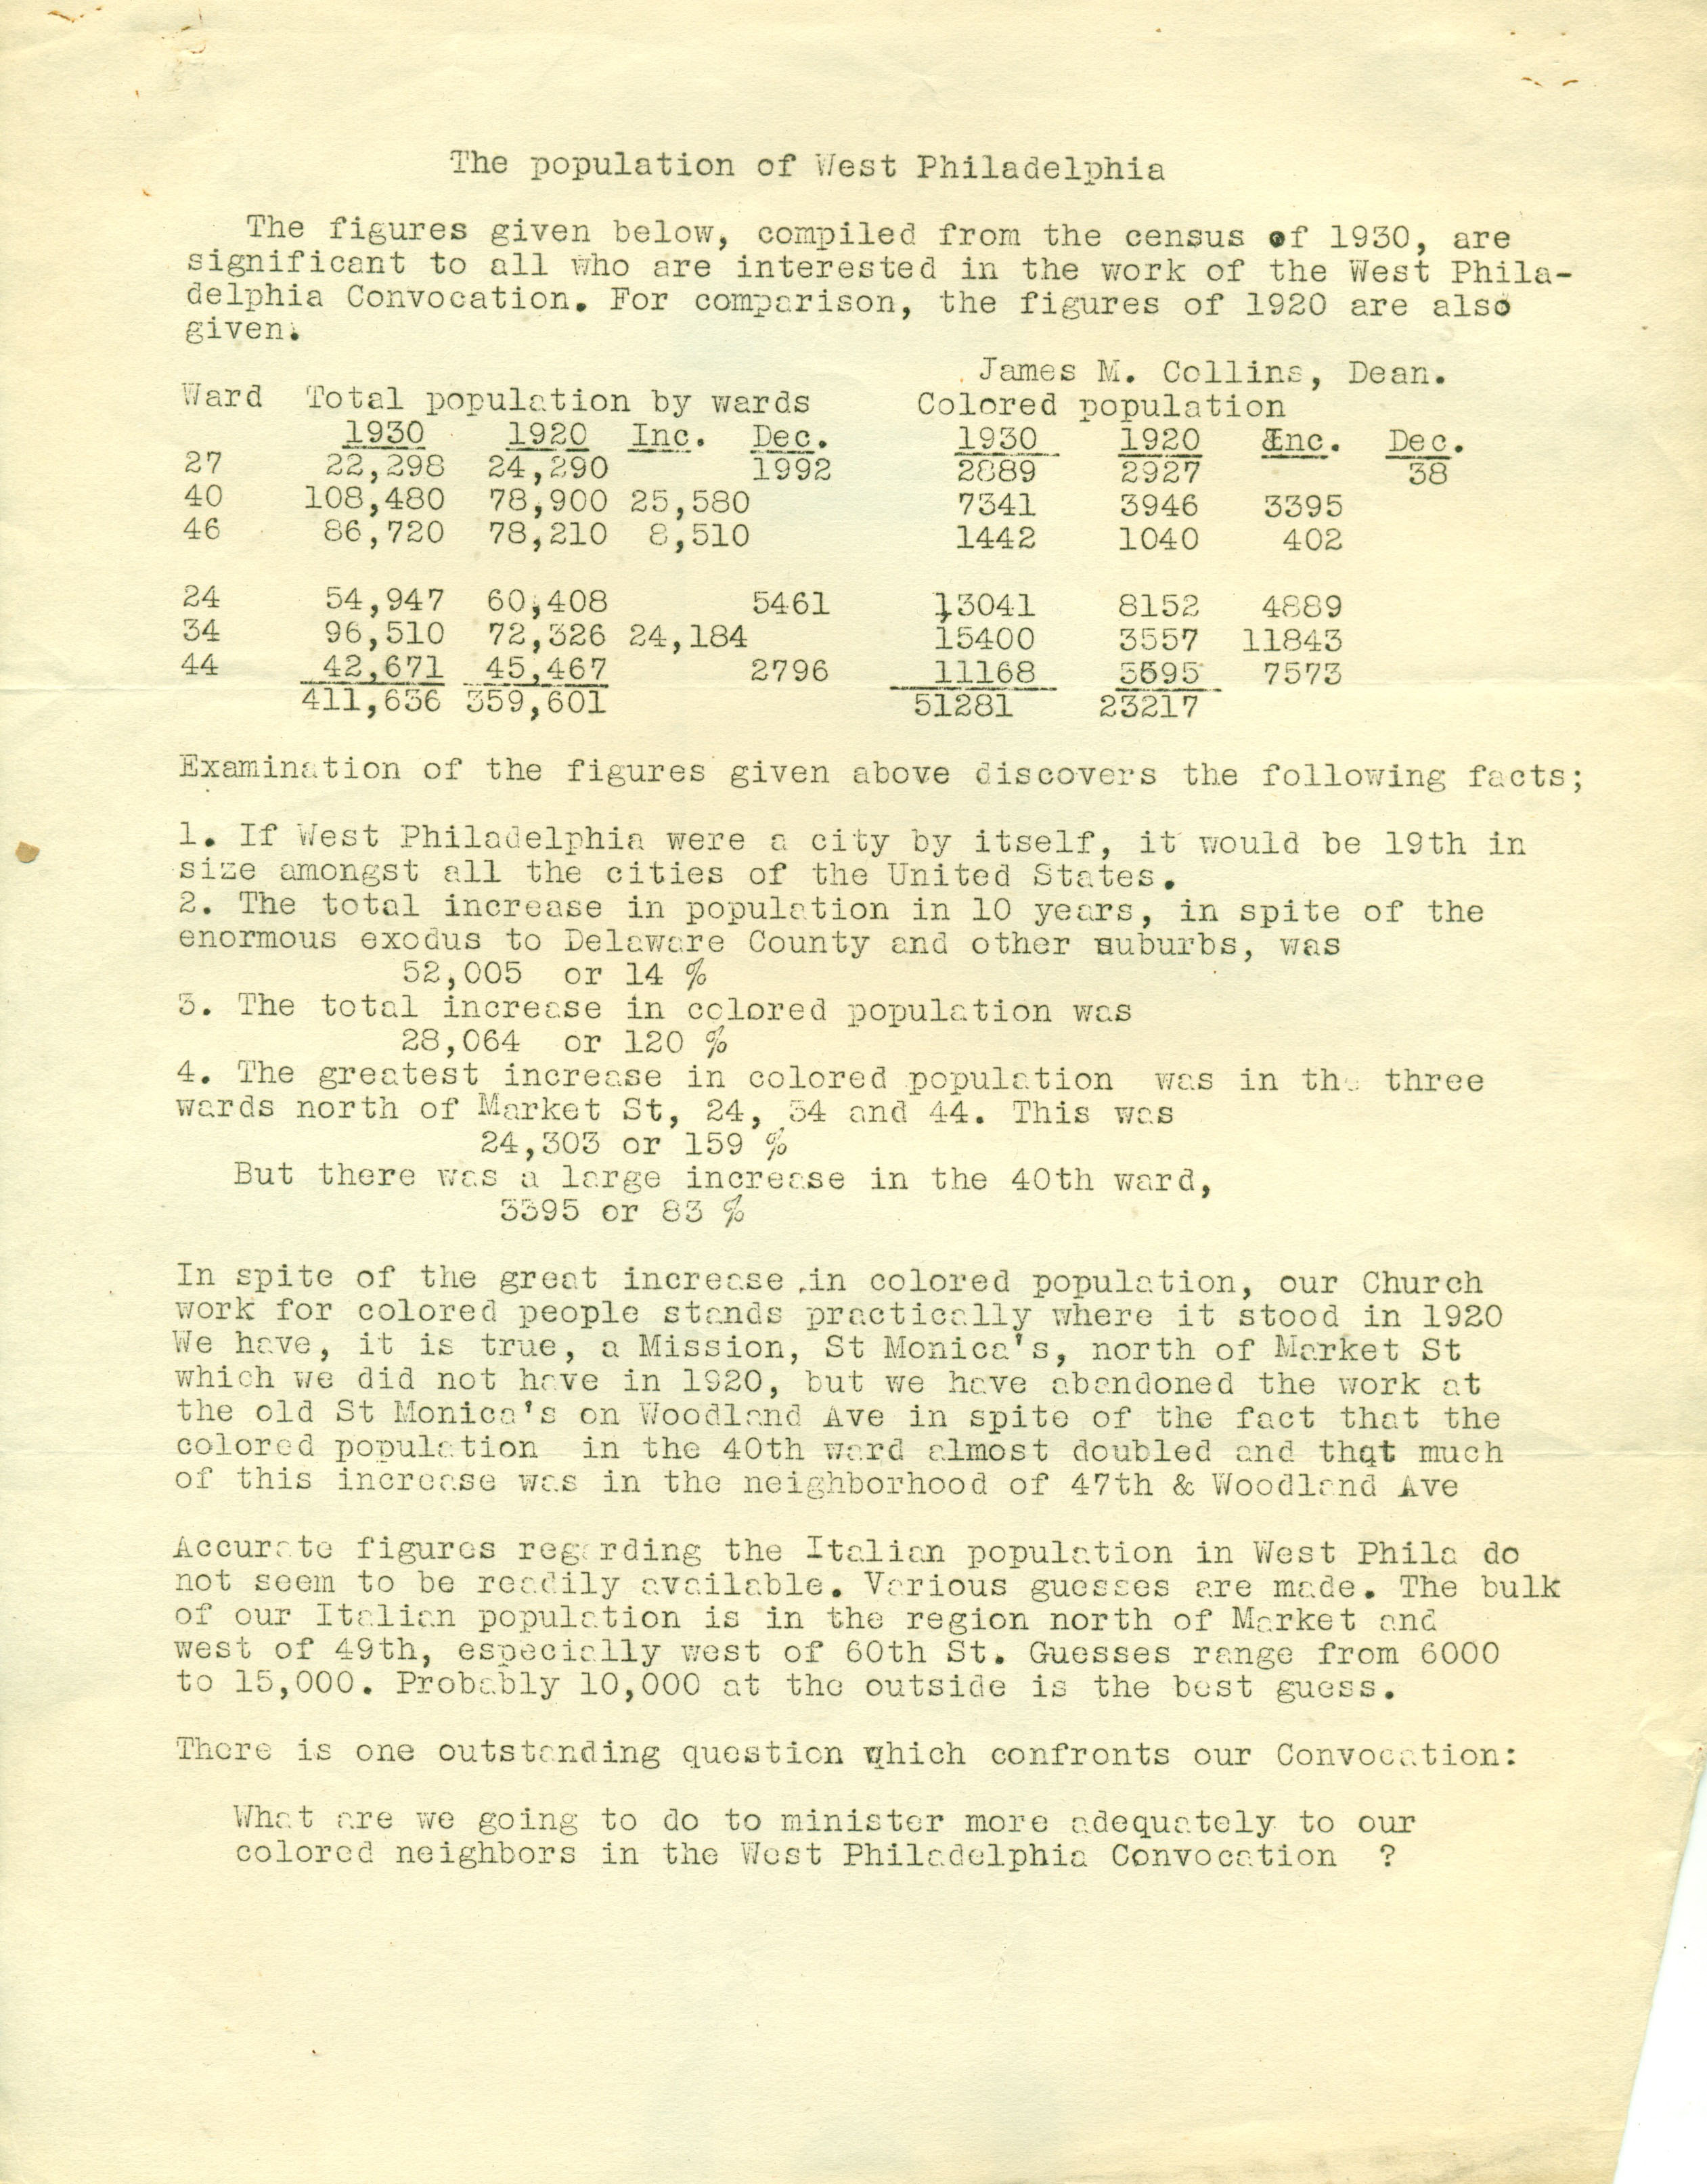 The population of West Philadelphia
The figures given below, compiled from the census of 1930, are
significant to all who are interested in the work of the West Phila-
delphia Convocation. For comparison, the figures of 1920 are also
given.
James M. Collins, Dean.
Ward Total population by wards Colored population
1930 1920 Inc. Dec. 1930 1920 Inc. Dec.
27 22,298 24,290 1992 2889 2927 38
40 108,480 78,900 25,580 7341 3946 3395
46 86,720 78,210 8,510 1442 1040 402
24 54,947 60,408 5461 13041 8152 4889
34 96,510 72,326 24,184 15400 3557 11843
44 42,671 45,467 2796 11168 3595 7573
411,636 359,601 51281 23217
Examination of the figures given above discovers the following facts;
1. If West Philadelphia were a city by itself, it would be 19th in
size amongst all the cities of the United States.
2. The total increase in population in 10 years, in spite of the
enormous exodus to Delaware County and other suburbs, was
52,005 or 14 %
3. The total increase in colored population was
28,064 or 120 %
4. The greatest increase in colored population was in the three
wards north of Market St, 24, 34 and 44. This was
24,303 or 159 %
But there was a large increase in the 40th ward,
3395 or 83 %
In spite of the great increase in colored population, our Church
work for colored people stands practically where it stood in 1920
We have, it is true, a Mission, St Monica's, north of Market St
which we did not have in 1920, but we have abandoned the work at
the old St Monica's on Woodland Ave in spite of the fact that the
colored population in the 40th ward almost doubled and that much
of this increase was in the neighborhood of 47th & Woodland Ave
Accurate figures regarding the Italian population in West Phila do
not seem to be readily available. Various guesses are made. The bulk
of our Italian population is in the region north of Market and
west of 49th, especially west of 60th St. Guesses range from 6000
to 15,000. Probably 10,000 at the outside is the best guess.
There is one outstanding question which confronts our Convocation:
What are we going to do to minister more adequately to our
colored neighbors in the West Philadelphia Convocation ?